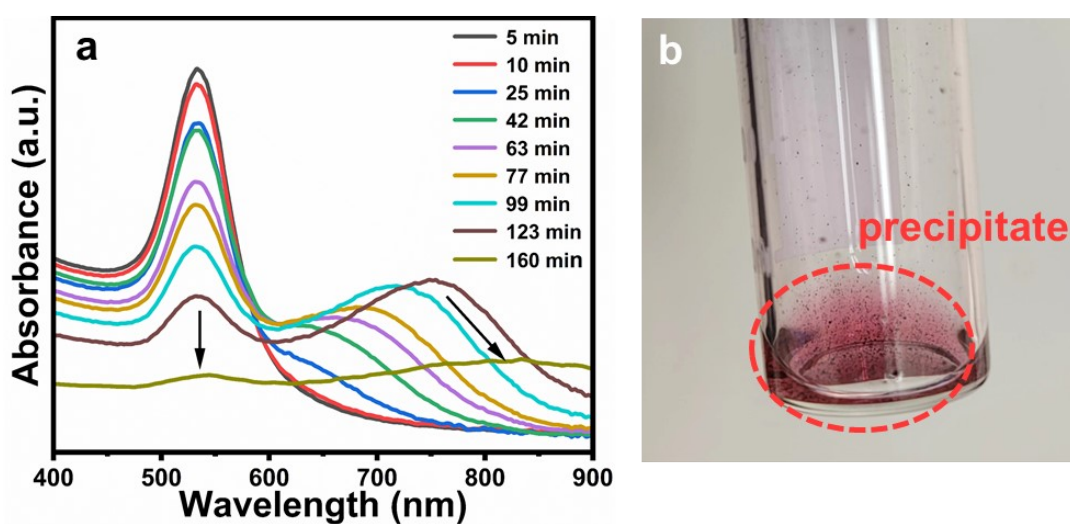 a
Absorbance (a.u.)
5 min
10 min
25 min
42 min
63 min
77 min
99 min
123 min
160 min
400 500 600 700 800 900
Wavelength (nm)
b
precipitate